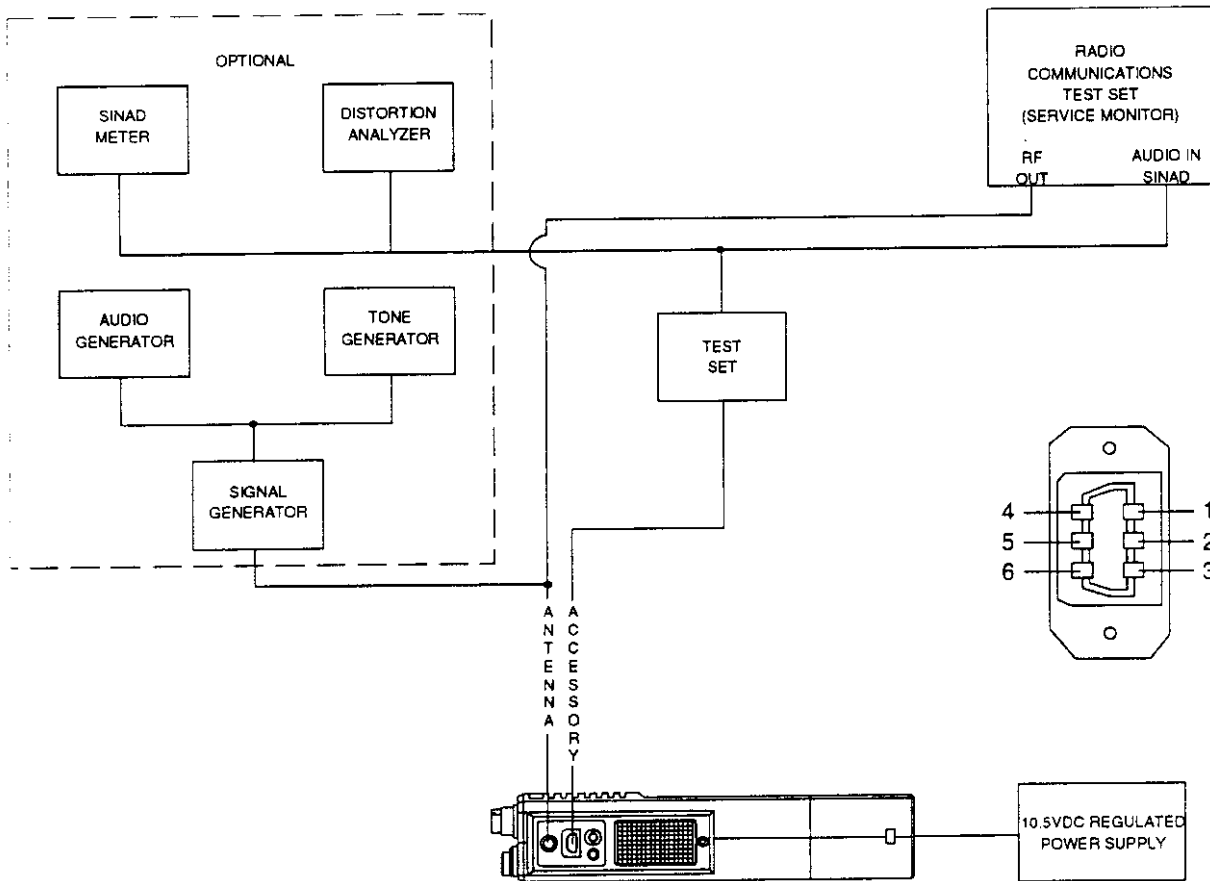 OPTIONAL
SINAD
METER
DISTORTION
ANALYZER
RADIO
COMMUNICATIONS
TEST SET
(SERVICE MONITOR)
RF
OUT
AUDIO IN
SINAD
AUDIO
GENERATOR
TONE
GENERATOR
TEST
SET
SIGNAL
GENERATOR
4
5
6
1
2
3
ANTENNA
ACCESSORY
10.5VDC REGULATED
POWER SUPPLY